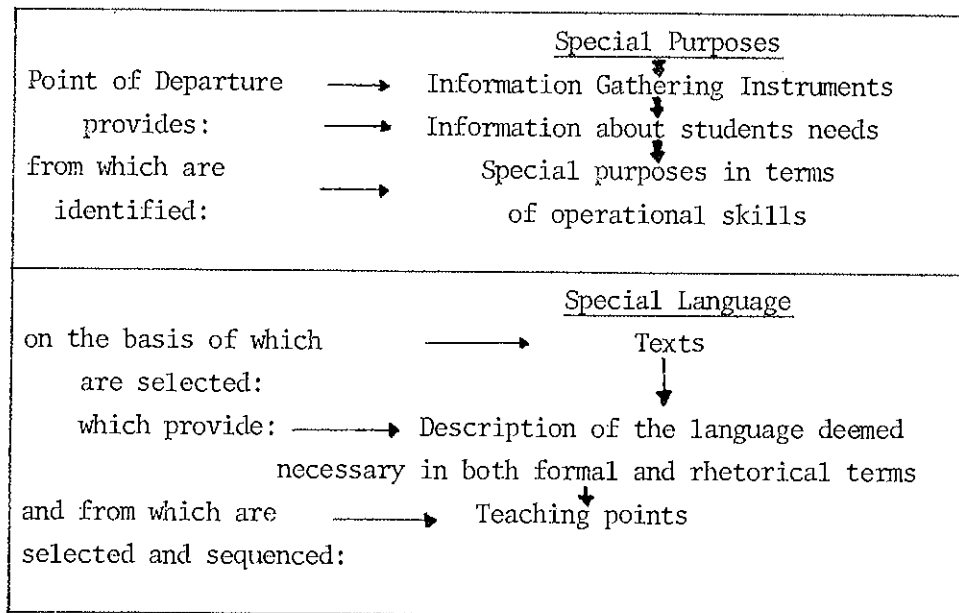 Special Purposes
Point of Departure → Information Gathering Instruments
provides: → Information about students needs
from which are → Special purposes in terms
identified: of operational skills
Special Language
on the basis of which → Texts
are selected:
which provide: → Description of the language deemed
necessary in both formal and rhetorical terms
and from which are → Teaching points
selected and sequenced: